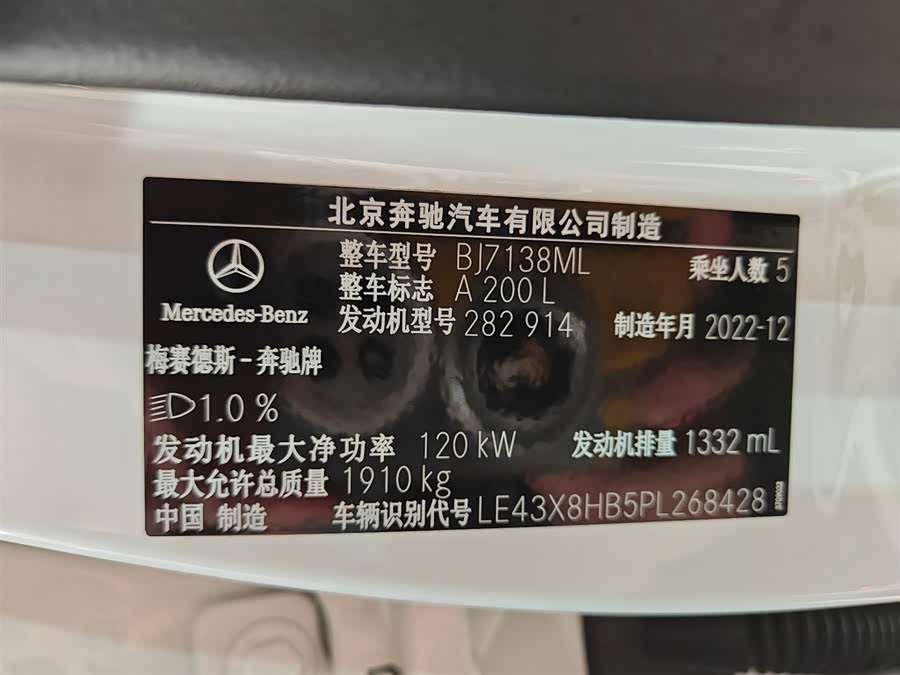 北京奔驰汽车有限公司制造
整车型号 BJ7138ML 乘坐人数 5
整车标志 A 200 L
发动机型号 282 914 制造年月 2022-12
Mercedes-Benz
梅赛德斯-奔驰牌
1.0 %
发动机最大净功率 120 kW 发动机排量 1332 mL
最大允许总质量 1910 kg
中国 制造 车辆识别代号 LE43X8HB5PL268428